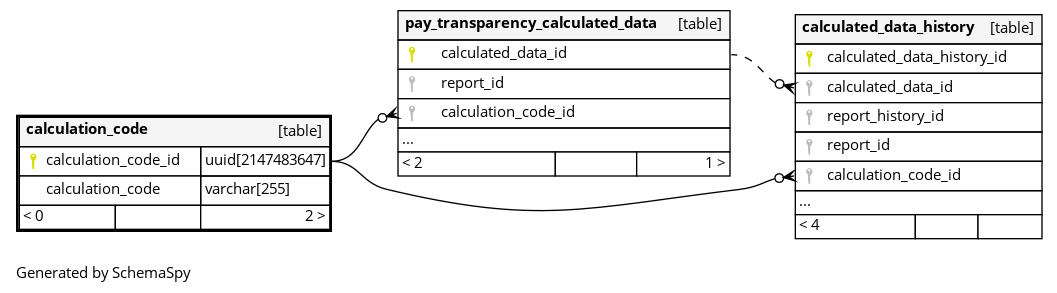 pay_transparency_calculated_data [table]
calculated_data_id
report_id
calculation_code_id
...
< 2 1 >
calculated_data_history [table]
calculated_data_history_id
calculated_data_id
report_history_id
report_id
calculation_code_id
...
< 4
calculation_code [table]
calculation_code_id uuid[2147483647]
calculation_code varchar[255]
< 0 2 >
Generated by SchemaSpy